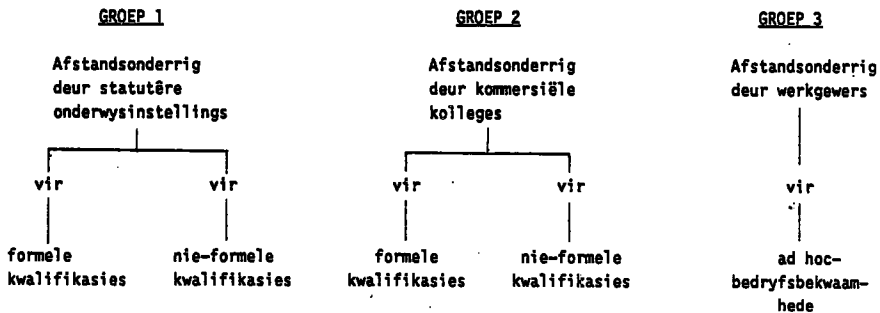 GROEP 1
Afstandsonderrig
deur statutêre
onderwysinstellings
vir
vir
formele
kwalifikasies
nie-formele
kwalifikasies
GROEP 2
Afstandsonderrig
deur kommersiële
kolleges
vir
vir
formele
kwalifikasies
nie-formele
kwalifikasies
GROEP 3
Afstandsonderrig
deur werkgewers
vir
ad hoc-
bedryfsbekwaam-
hede